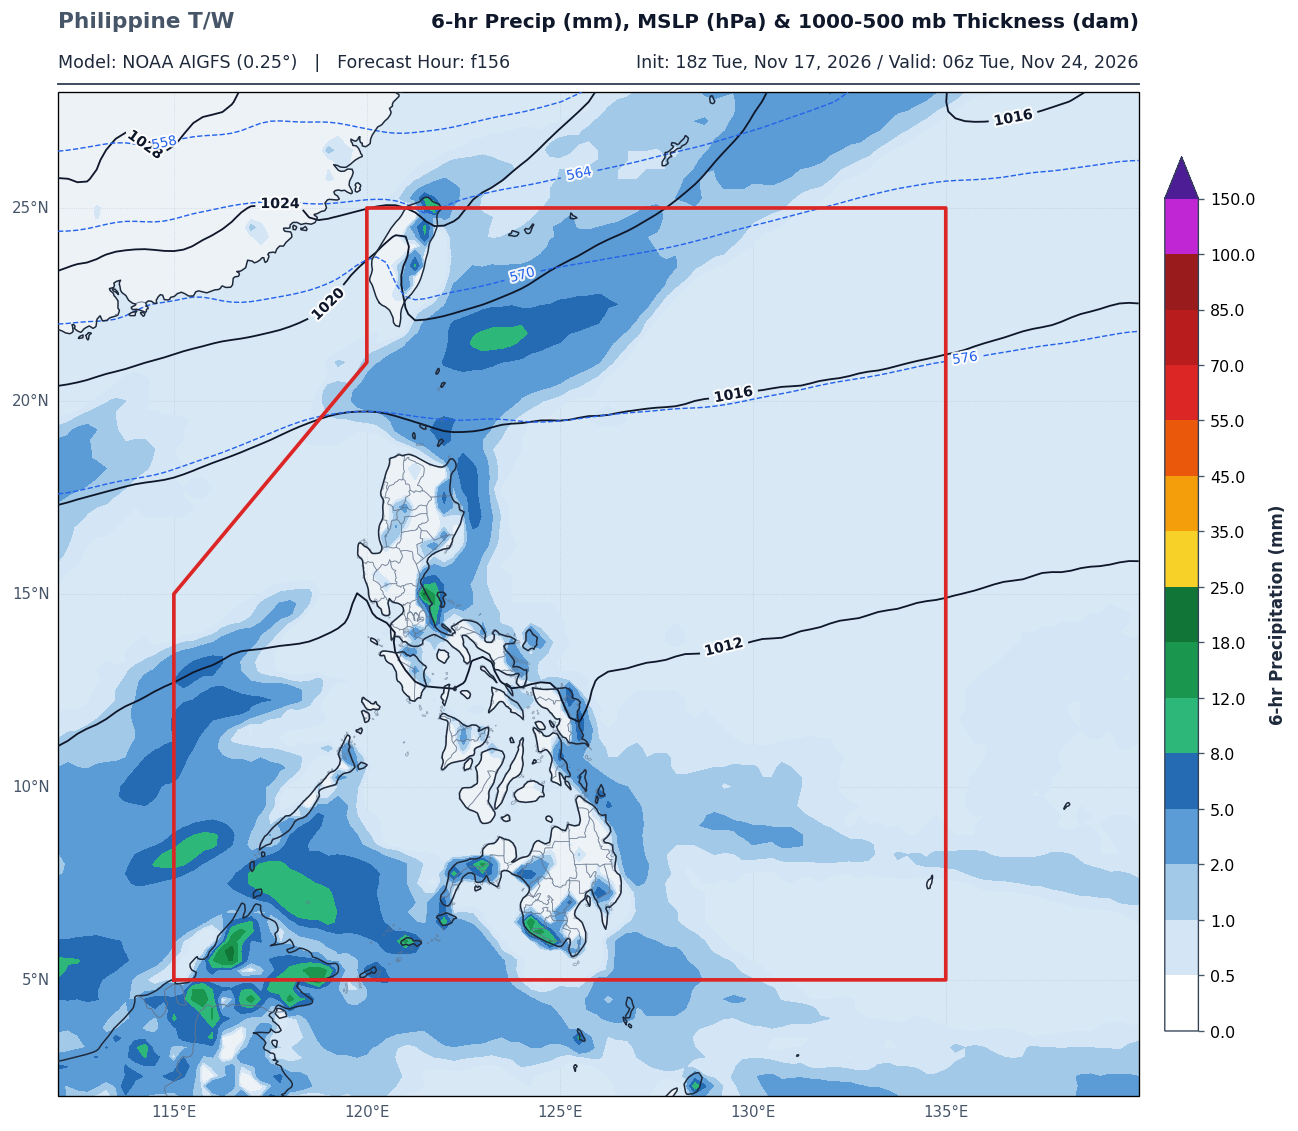 Philippine T/W
6-hr Precip (mm), MSLP (hPa) & 1000-500 mb Thickness (dam)
Model: NOAA AIGFS (0.25°) | Forecast Hour: f156
Init: 18z Tue, Nov 17, 2026 / Valid: 06z Tue, Nov 24, 2026
1028
558
1016
564
1024
570
1020
576
1016
1012
25°N
20°N
15°N
10°N
5°N
115°E
120°E
125°E
130°E
135°E
150.0
100.0
85.0
70.0
55.0
45.0
35.0
25.0
18.0
12.0
8.0
5.0
2.0
1.0
0.5
0.0
6-hr Precipitation (mm)